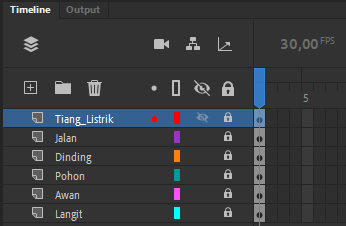 Timeline Output
30,00 FPS
5
Tiang_Listrik
Jalan
Dinding
Pohon
Awan
Langit